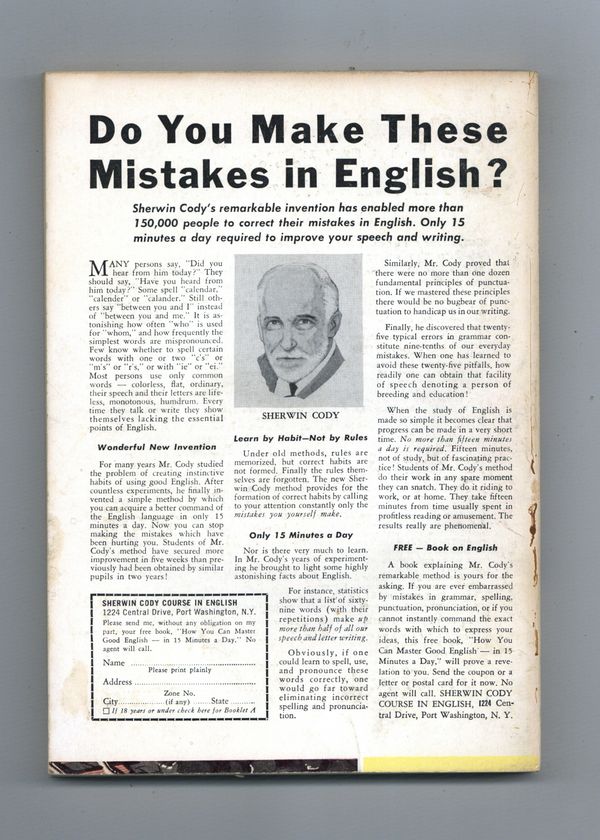 Do You Make These
Mistakes in English?
Sherwin Cody's remarkable invention has enabled more than
150,000 people to correct their mistakes in English. Only 15
minutes a day required to improve your speech and writing.
MANY persons say, "Did you
hear from him today?" They
should say, "Have you heard from
him today?" Some spell "calendar,"
"calender" or "calander." Still oth-
ers say "between you and I" instead
of "between you and me." It is as-
tonishing how often "who" is used
for "whom," and how frequently the
simplest words are mispronounced.
Few know whether to spell certain
words with one or two "c's" or
"m's" or "r's," or with "ie" or "ei."
Most persons use only common
words — colorless, flat, ordinary,
their speech and their letters are life-
less, monotonous, humdrum. Every
time they talk or write they show
themselves lacking the essential
points of English.
Wonderful New Invention
For many years Mr. Cody studied
the problem of creating instinctive
habits of using good English. After
countless experiments, he finally in-
vented a simple method by which
you can acquire a better command of
the English language in only 15
minutes a day. Now you can stop
making the mistakes which have
been hurting you. Students of Mr.
Cody's method have secured more
improvement in five weeks than pre-
viously had been obtained by similar
pupils in two years!
SHERWIN CODY
Learn by Habit—Not by Rules
Under old methods, rules are
memorized, but correct habits are
not formed. Finally the rules them-
selves are forgotten. The new Sher-
win Cody method provides for the
formation of correct habits by calling
to your attention constantly only the
mistakes you yourself make.
Only 15 Minutes a Day
Nor is there very much to learn.
In Mr. Cody's years of experiment-
ing he brought to light some highly
astonishing facts about English.
For instance, statistics
show that a list of sixty-
nine words (with their
repetitions) make up
more than half of all our
speech and letter writing.
Obviously, if one
could learn to spell, use,
and pronounce these
words correctly, one
would go far toward
eliminating incorrect
spelling and pronuncia-
tion.
Similarly, Mr. Cody proved that
there were no more than one dozen
fundamental principles of punctua-
tion. If we mastered these principles
there would be no bugbear of punc-
tuation to handicap us in our writing.
Finally, he discovered that twenty-
five typical errors in grammar con-
stitute nine-tenths of our everyday
mistakes. When one has learned to
avoid these twenty-five pitfalls, how
readily one can obtain that facility
of speech denoting a person of
breeding and education!
When the study of English is
made so simple it becomes clear that
progress can be made in a very short
time. No more than fifteen minutes
a day is required. Fifteen minutes,
not of study, but of fascinating prac-
tice! Students of Mr. Cody's method
do their work in any spare moment
they can snatch. They do it riding to
work, or at home. They take fifteen
minutes from time usually spent in
profitless reading or amusement. The
results really are phenomenal.
FREE — Book on English
A book explaining Mr. Cody's
remarkable method is yours for the
asking. If you are ever embarrassed
by mistakes in grammar, spelling,
punctuation, pronunciation, or if you
cannot instantly command the exact
words with which to express your
ideas, this free book, "How You
Can Master Good English — in 15
Minutes a Day," will prove a reve-
lation to you. Send the coupon or a
letter or postal card for it now. No
agent will call. SHERWIN CODY
COURSE IN ENGLISH, 1224 Cen-
tral Drive, Port Washington, N. Y.
SHERWIN CODY COURSE IN ENGLISH
1224 Central Drive, Port Washington, N.Y.
Please send me, without any obligation on my
part, your free book, "How You Can Master
Good English — in 15 Minutes a Day." No
agent will call.
Name
Please print plainly
Address
Zone No.
City (if any) State
If 18 years or under check here for Booklet A